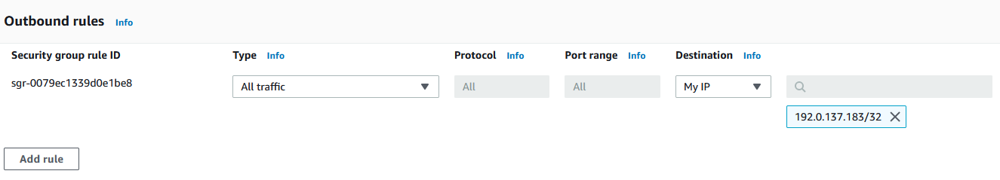 Outbound rules Info
Security group rule ID Type Info Protocol Info Port range Info Destination Info
sgr-0079ec1339d0e1be8 All traffic All All My IP
192.0.137.183/32
Add rule